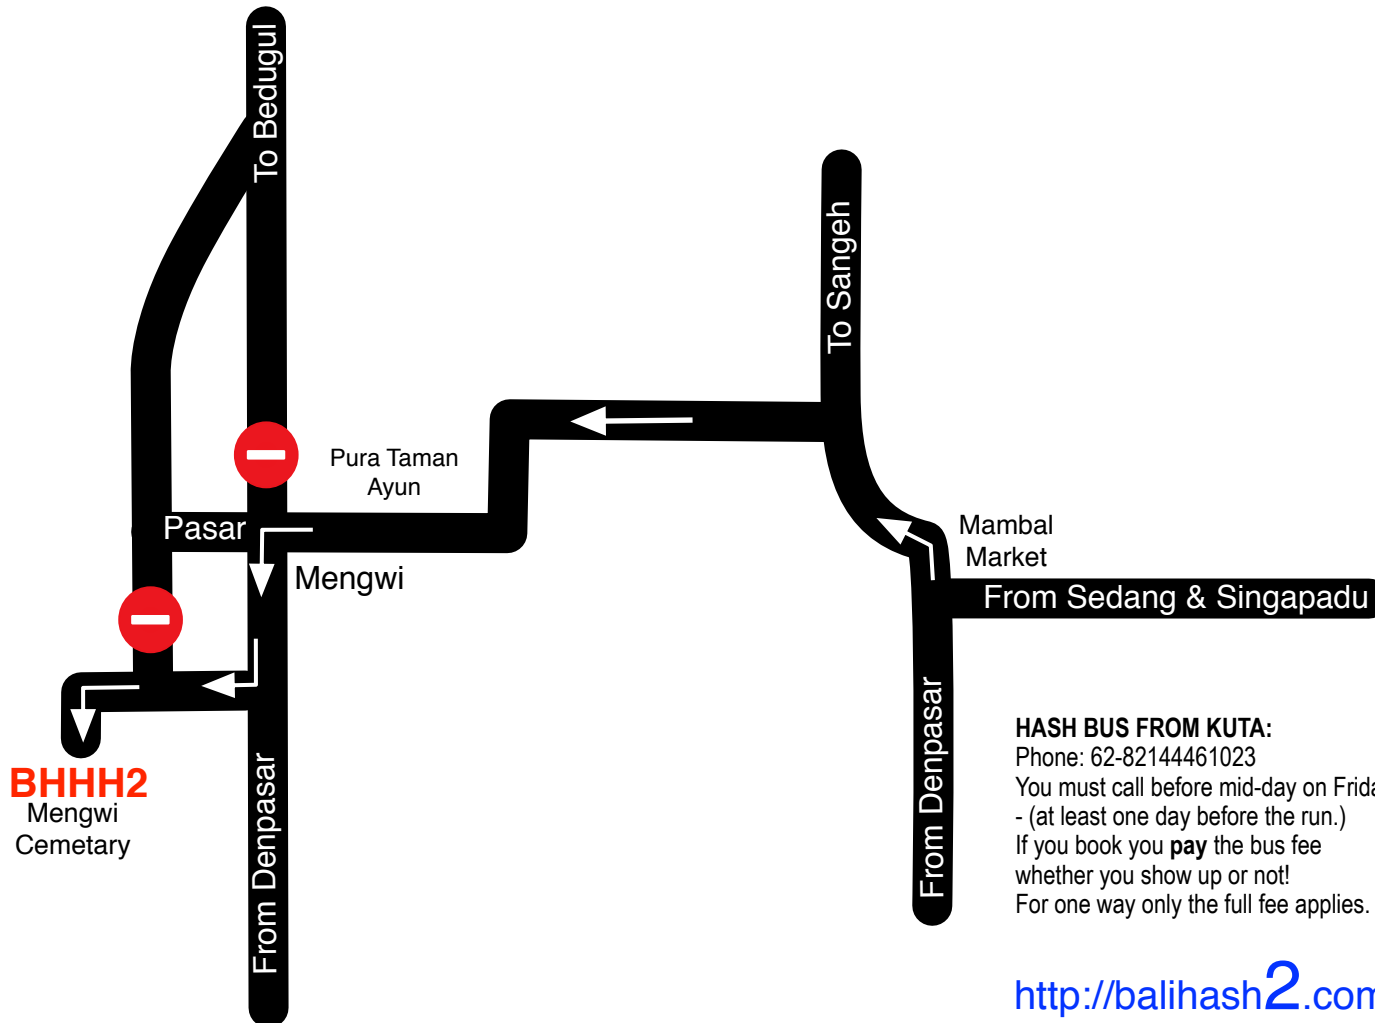 To Bedugul
To Sangeh
Pura Taman
Ayun
Pasar
Mengwi
Mambal
Market
From Sedang & Singapadu
BHHH2
Mengwi
Cemetary
From Denpasar
From Denpasar
HASH BUS FROM KUTA:
Phone: 62-82144461023
You must call before mid-day on Frida
- (at least one day before the run.)
If you book you pay the bus fee
whether you show up or not!
For one way only the full fee applies.
http://balihash2.com